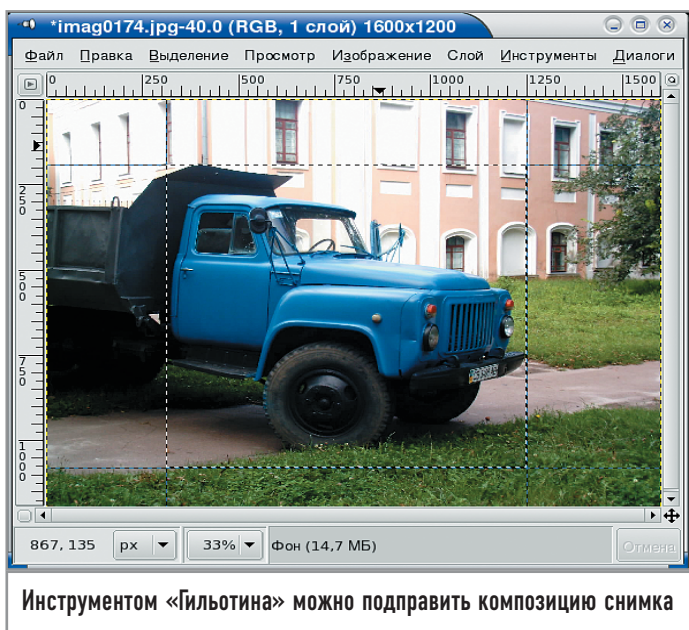 *imag0174.jpg-40.0 (RGB, 1 слой) 1600x1200
Файл Правка Выделение Просмотр Изображение Слой Инструменты Диалоги
0 250 500 750 1000 1250 1500
0
250
500
750
1000
867, 135 px 33% Фон (14,7 МБ) Отмена
Инструментом «Гильотина» можно подправить композицию снимка